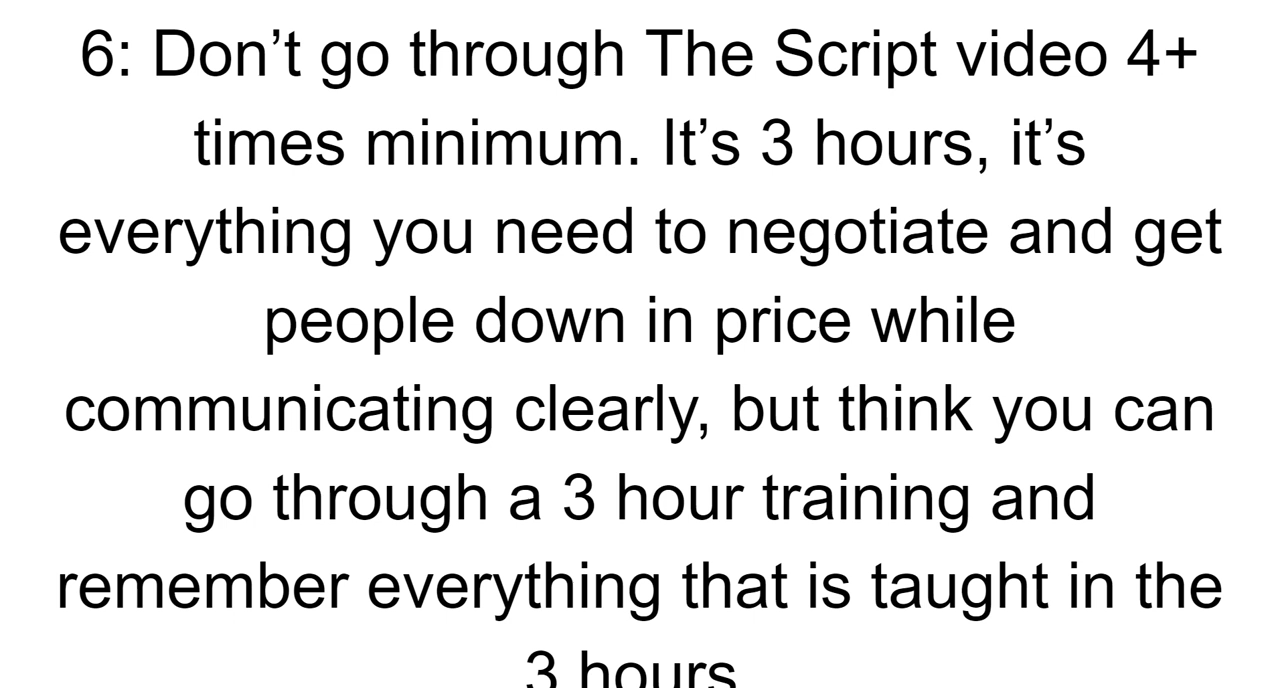 6: Don’t go through The Script video 4+
times minimum. It’s 3 hours, it’s
everything you need to negotiate and get
people down in price while
communicating clearly, but think you can
go through a 3 hour training and
remember everything that is taught in the
3 hours